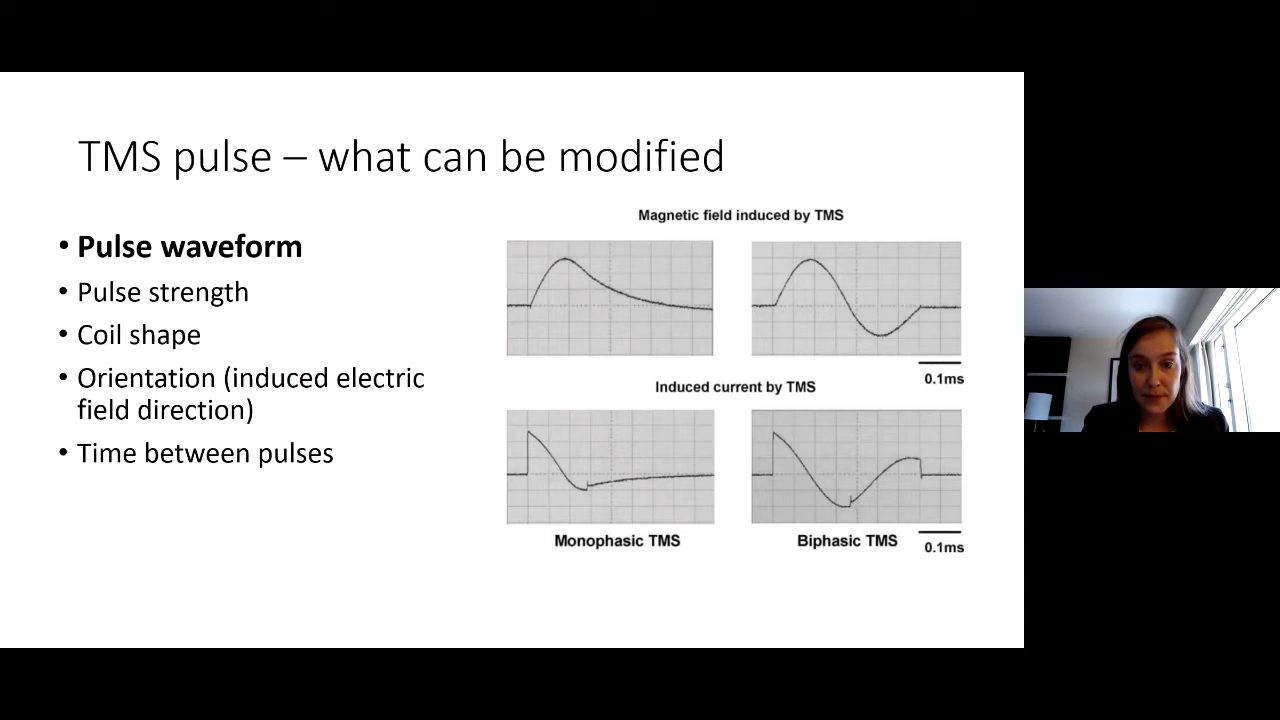 TMS pulse – what can be modified
• Pulse waveform
• Pulse strength
• Coil shape
• Orientation (induced electric
field direction)
• Time between pulses
Magnetic field induced by TMS
0.1ms
Induced current by TMS
Monophasic TMS
Biphasic TMS
0.1ms